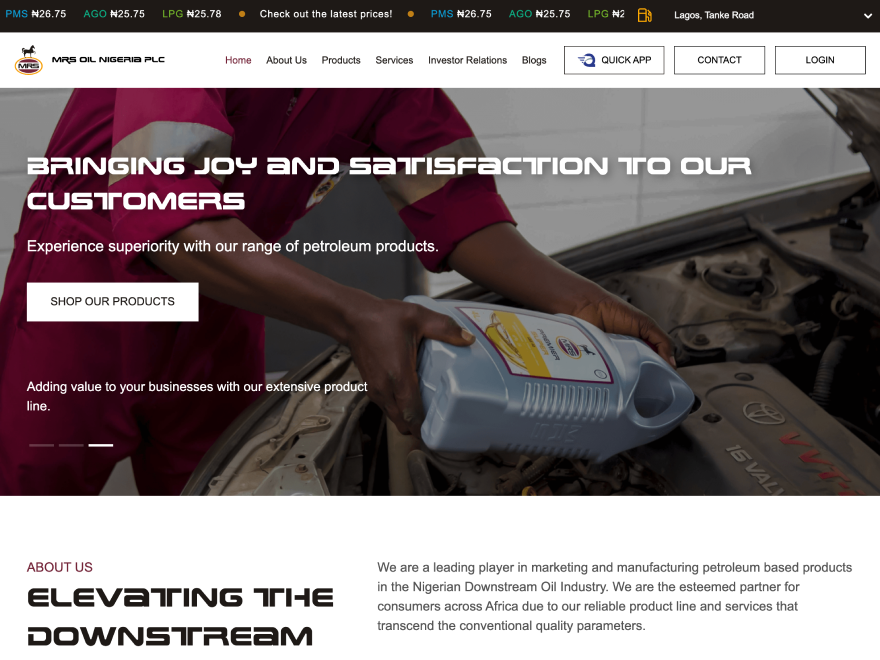 PMS ₦26.75 AGO ₦25.75 LPG ₦25.78 Check out the latest prices! PMS ₦26.75 AGO ₦25.75 LPG ₦2
Lagos, Tanke Road
MRS
MRS OIL NIGERIA PLC
Home About Us Products Services Investor Relations Blogs
QUICK APP
CONTACT
LOGIN
BRINGING JOY AND SATISFACTION TO OUR
CUSTOMERS
Experience superiority with our range of petroleum products.
SHOP OUR PRODUCTS
PREMIER
MRS
VVT-i
16 VALV
Adding value to your businesses with our extensive product
line.
ABOUT US
ELEVATING THE
DOWNSTREAM
We are a leading player in marketing and manufacturing petroleum based products
in the Nigerian Downstream Oil Industry. We are the esteemed partner for
consumers across Africa due to our reliable product line and services that
transcend the conventional quality parameters.